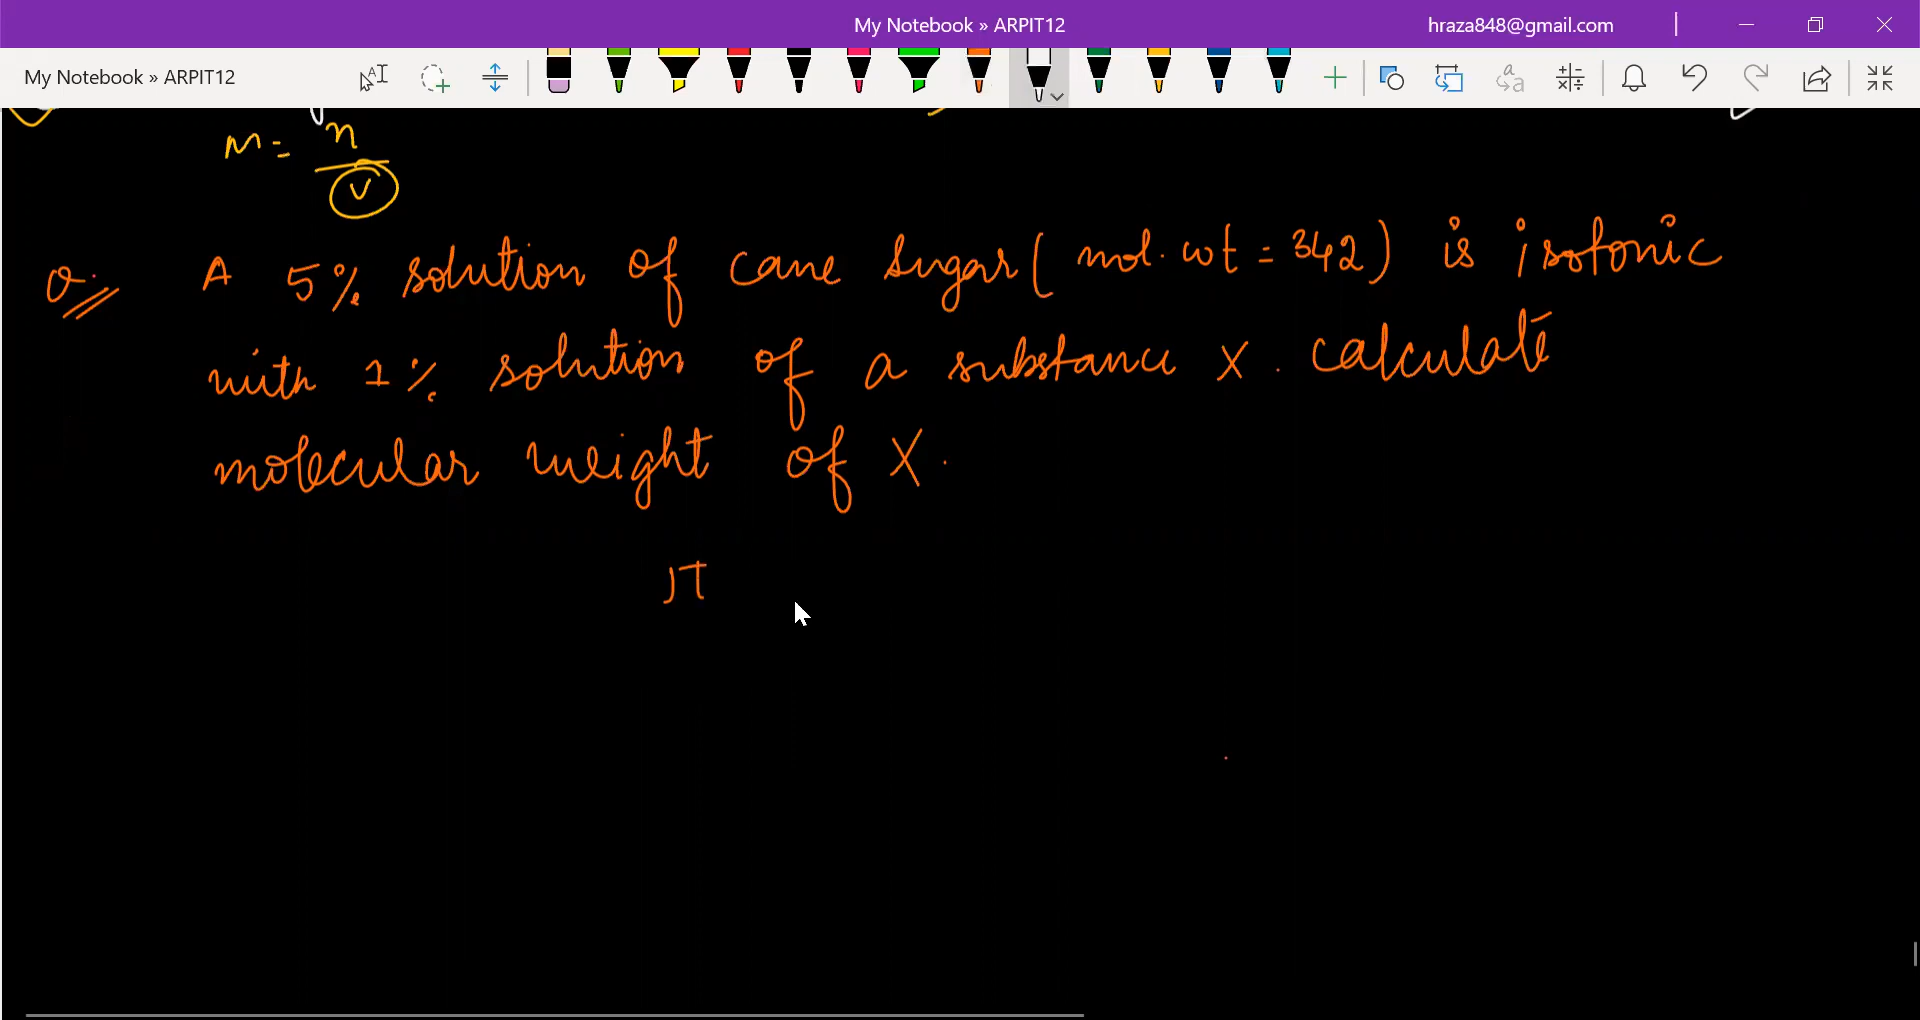 My Notebook » ARPIT12
hraza848@gmail.com
My Notebook » ARPIT12
M = n
v
Q. A 5% solution of cane sugar (mol. wt = 342) is isotonic
with 1% solution of a substance X. calculate
molecular weight of X.
π